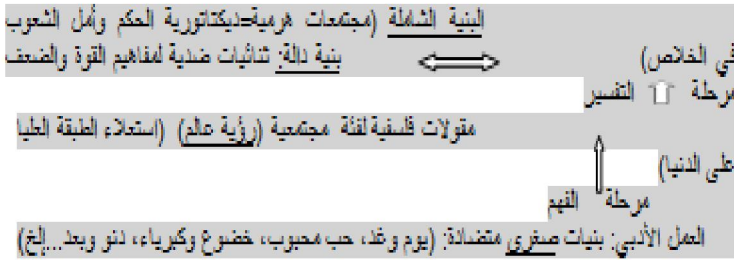 البنية الشاملة (مجتمعات هرمية=ديكتاتورية الحكم وأمل الشعوب
في الخلاص) بنية دالة: ثنائيات ضدية لمفاهيم القوة والضعف
مرحلة التفسير
مقولات فلسفية لفئة مجتمعية (رؤية عالم) (استعلاء الطبقة العليا
على الدنيا)
مرحلة الفهم
العمل الأدبي: بنيات صغرى متضادة: (يوم وغد، حب محبوب، خضوع وكبرياء، دنو وبعد...إلخ)